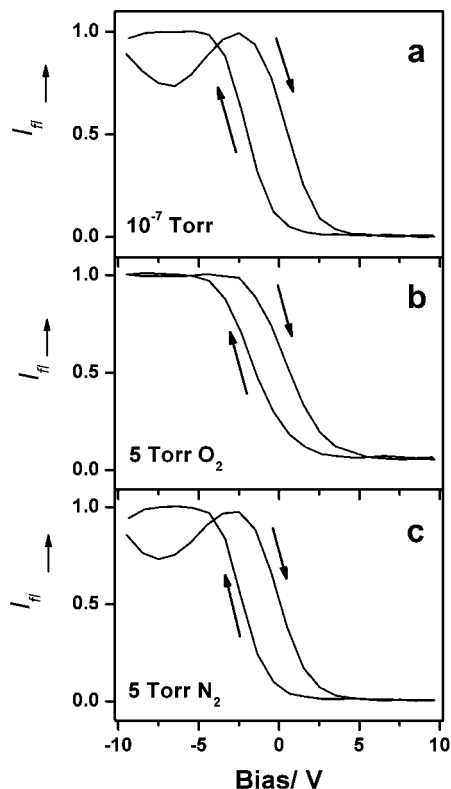 a
1.0
I_fl →
0.5
10⁻⁷ Torr
0.0
b
1.0
I_fl →
0.5
5 Torr O₂
0.0
c
1.0
I_fl →
0.5
5 Torr N₂
0.0
-10 -5 0 5 10
Bias/ V